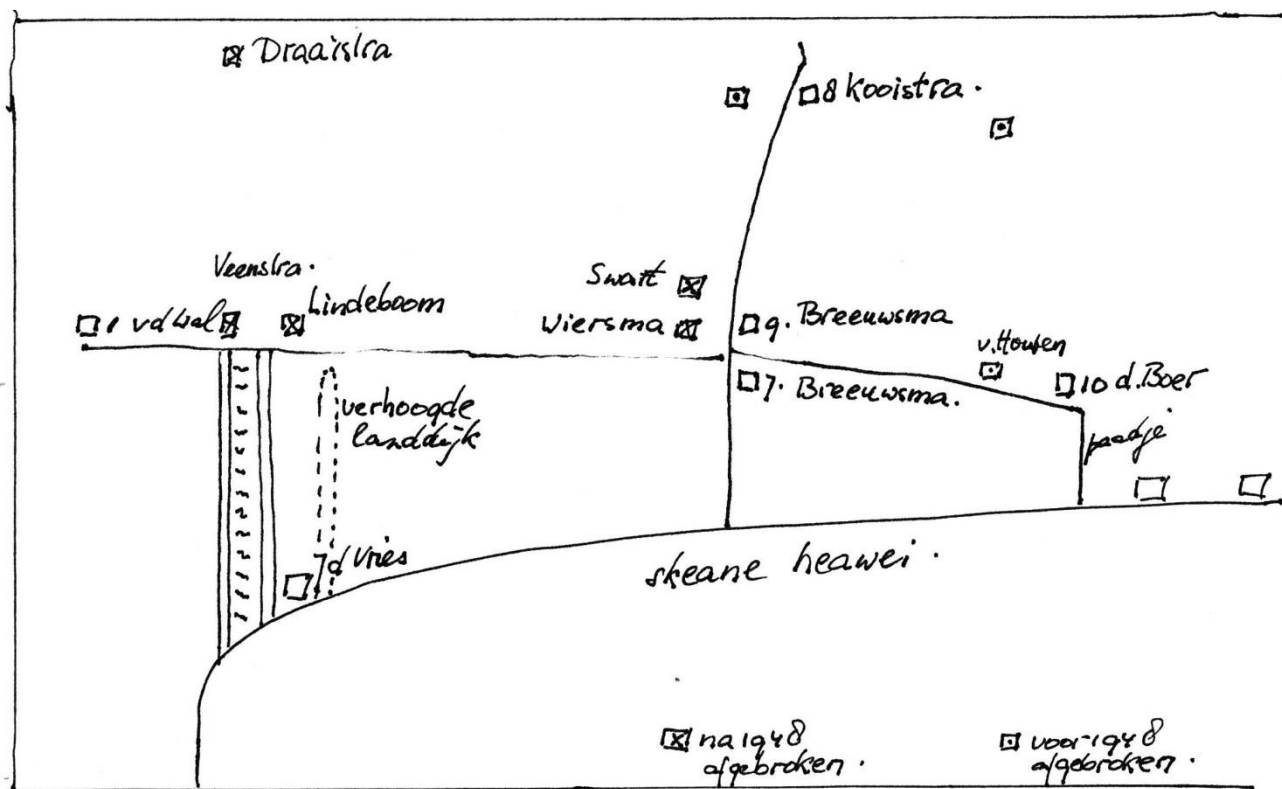 Draaistra
8 Kooistra.
Veenstra.
1 vd Wal
Lindeboom
Swart
Wiersma
9. Breeuwsma
7. Breeuwsma.
v. Houten
10 d. Boer
paadje
verhoogde
landdijk
J d Vries
skeane heawei.
na 1948
afgebroken.
voor 1948
afgebroken.